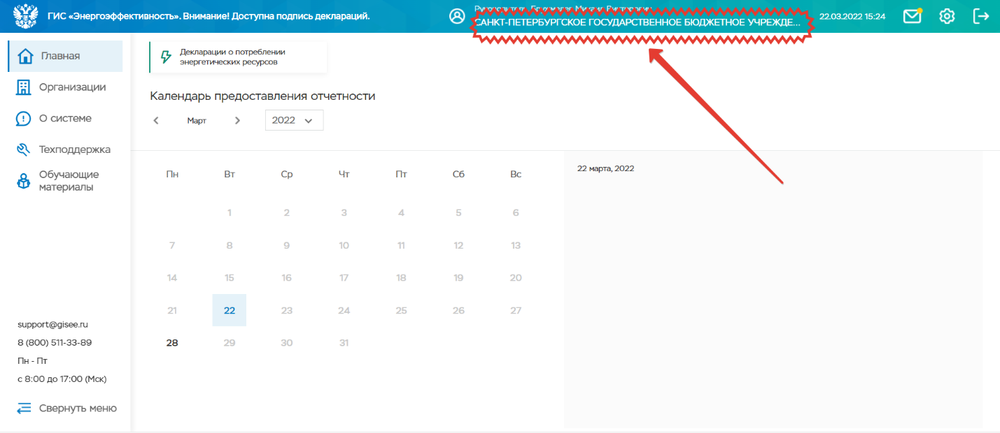 ГИС «Энергоэффективность». Внимание! Доступна подпись деклараций.
САНКТ-ПЕТЕРБУРГСКОЕ ГОСУДАРСТВЕННОЕ БЮДЖЕТНОЕ УЧРЕЖДЕ...
22.03.2022 15:24
Главная
Организации
О системе
Техподдержка
Обучающие
материалы
Декларации о потреблении
энергетических ресурсов
Календарь предоставления отчетности
Март
2022
Пн Вт Ср Чт Пт Сб Вс
1 2 3 4 5 6
7 8 9 10 11 12 13
14 15 16 17 18 19 20
21 22 23 24 25 26 27
28 29 30 31
22 марта, 2022
support@gisee.ru
8 (800) 511-33-89
Пн - Пт
с 8:00 до 17:00 (Мск)
Свернуть меню